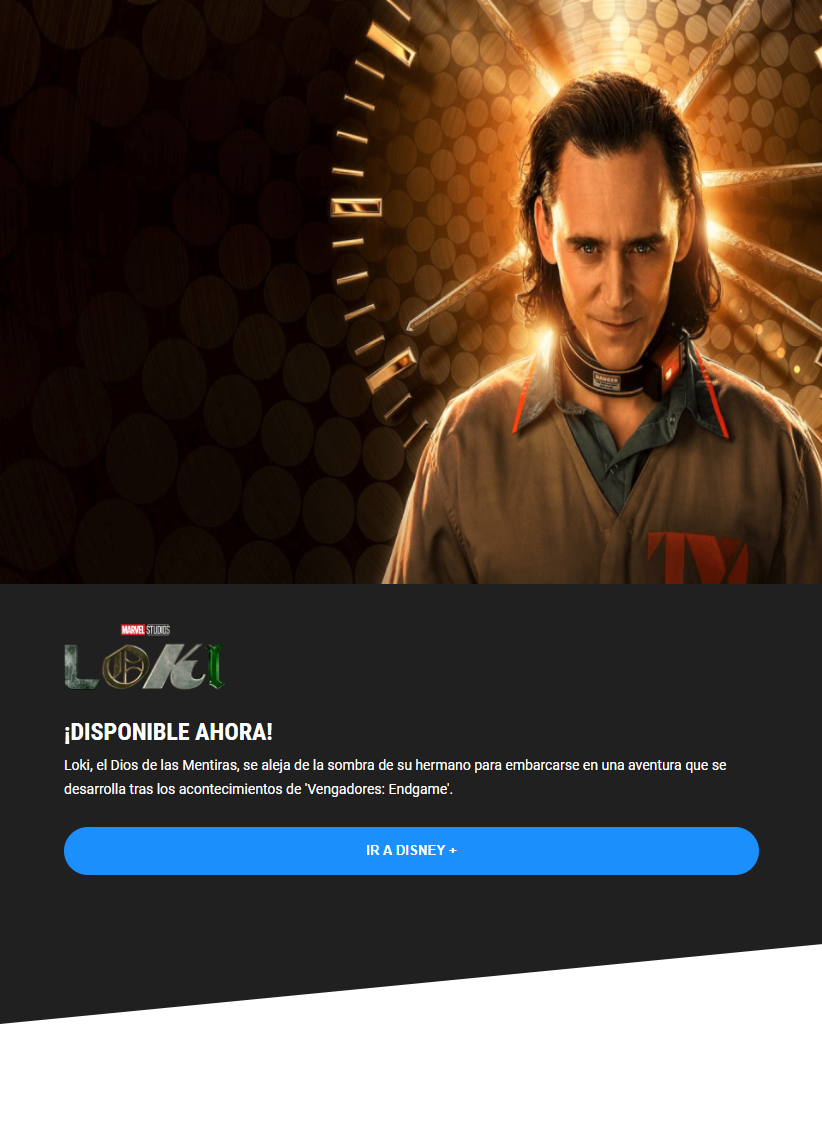 DANGER
TVA
MARVEL STUDIOS
LOKI
¡DISPONIBLE AHORA!
Loki, el Dios de las Mentiras, se aleja de la sombra de su hermano para embarcarse en una aventura que se
desarrolla tras los acontecimientos de 'Vengadores: Endgame'.
IR A DISNEY +